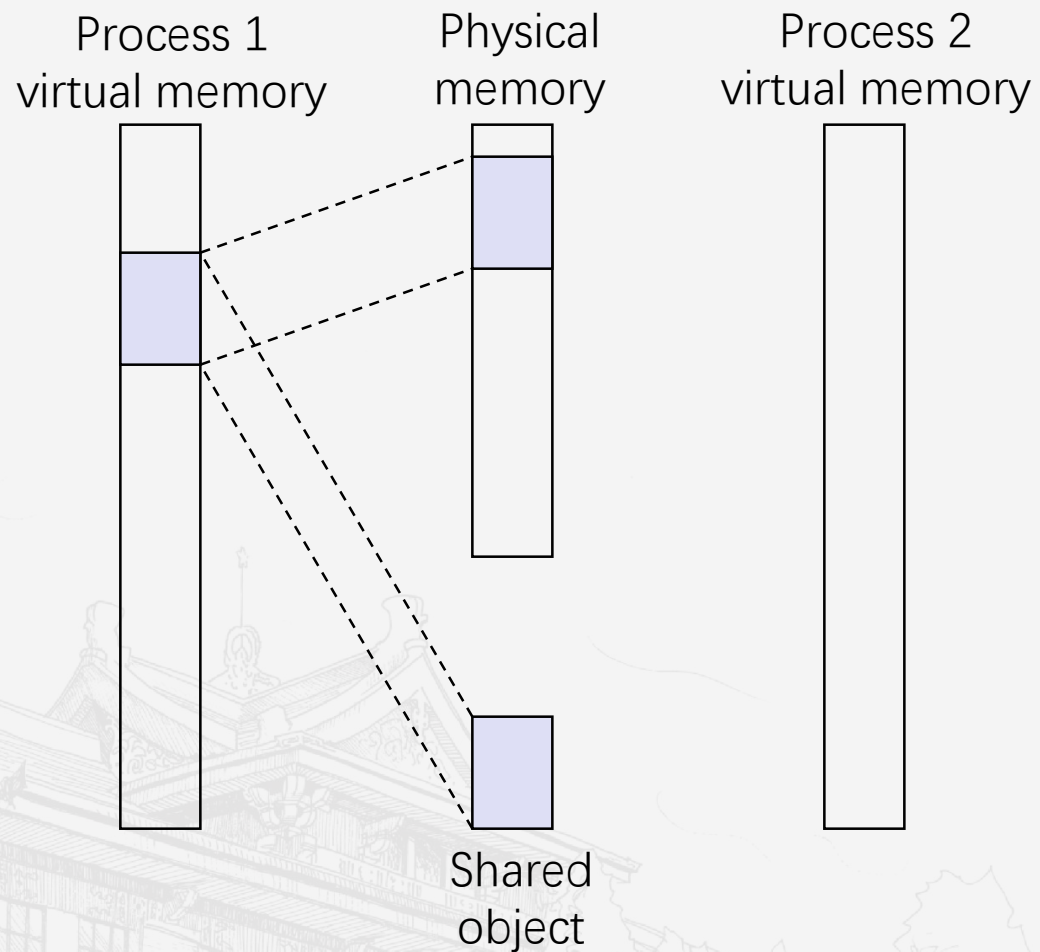 Process 1
virtual memory
Physical
memory
Process 2
virtual memory
Shared
object